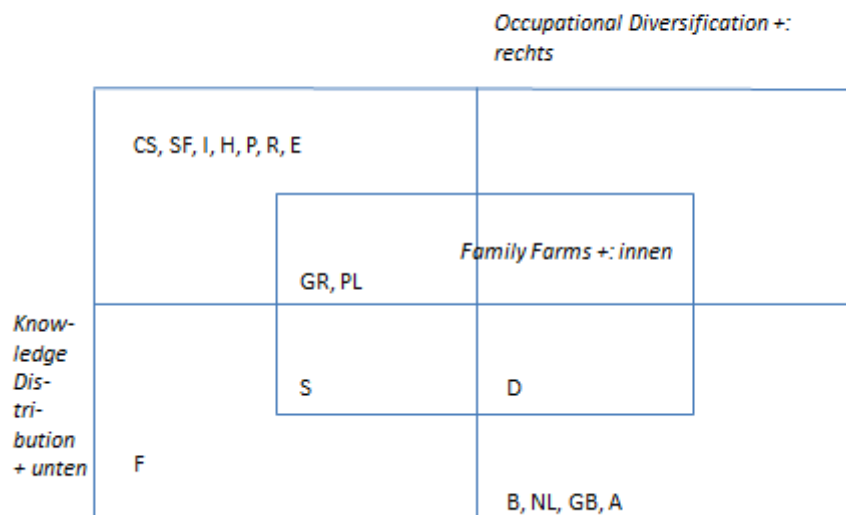 Occupational Diversification +:
rechts
CS, SF, I, H, P, R, E
Family Farms +: innen
GR, PL
Know-
ledge
Dis-
tri-
bution
+ unten
S
D
F
B, NL, GB, A